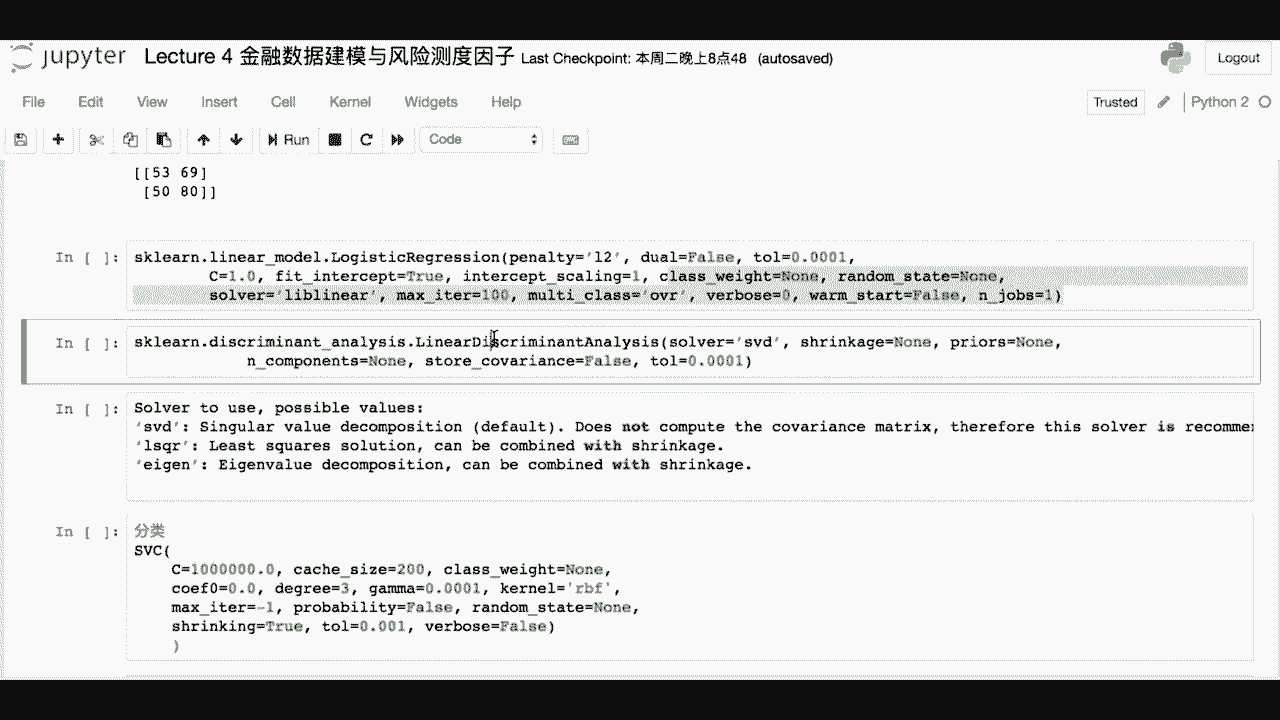 jupyter Lecture 4 金融数据建模与风险测度因子 Last Checkpoint: 本周二晚上8点48 (autosaved) Logout
File Edit View Insert Cell Kernel Widgets Help Trusted Python 2
Run Code
[[53 69]
[50 80]]
In [ ]: sklearn.linear_model.LogisticRegression(penalty='l2', dual=False, tol=0.0001,
C=1.0, fit_intercept=True, intercept_scaling=1, class_weight=None, random_state=None,
solver='liblinear', max_iter=100, multi_class='ovr', verbose=0, warm_start=False, n_jobs=1)
In [ ]: sklearn.discriminant_analysis.LinearDiscriminantAnalysis(solver='svd', shrinkage=None, priors=None,
n_components=None, store_covariance=False, tol=0.0001)
In [ ]: Solver to use, possible values:
'svd': Singular value decomposition (default). Does not compute the covariance matrix, therefore this solver is recomme
'lsqr': Least squares solution, can be combined with shrinkage.
'eigen': Eigenvalue decomposition, can be combined with shrinkage.
In [ ]: 分类
SVC(
C=1000000.0, cache_size=200, class_weight=None,
coef0=0.0, degree=3, gamma=0.0001, kernel='rbf',
max_iter=-1, probability=False, random_state=None,
shrinking=True, tol=0.001, verbose=False)
)